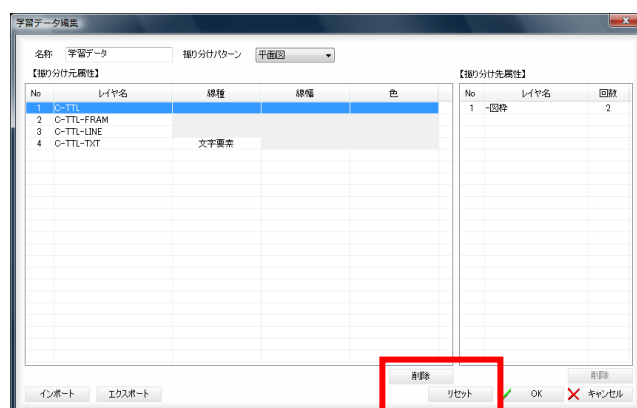 学習データ編集
名称 学習データ 振り分けパターン 平面図
【振り分け元属性】 【振り分け先属性】
No レイヤ名 線種 線幅 色 No レイヤ名 回数
1 C-TTL 1 -図枠 2
2 C-TTL-FRAM
3 C-TTL-LINE
4 C-TTL-TXT 文字要素
削除 削除
インポート エクスポート リセット OK キャンセル